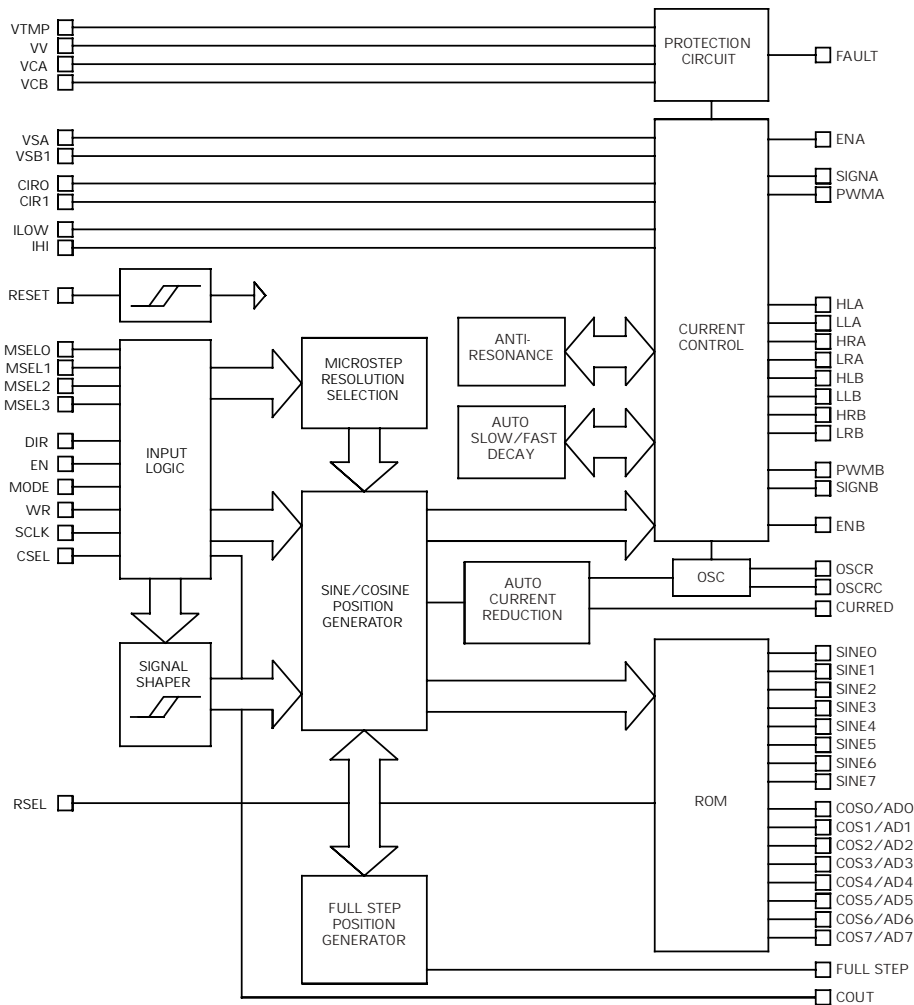 VTMP
VV
VCA
VCB
VSA
VSB1
CIR0
CIR1
ILOW
IHI
RESET
MSEL0
MSEL1
MSEL2
MSEL3
DIR
EN
MODE
WR
SCLK
CSEL
RSEL
INPUT
LOGIC
SIGNAL
SHAPER
MICROSTEP
RESOLUTION
SELECTION
SINE/COSINE
POSITION
GENERATOR
FULL STEP
POSITION
GENERATOR
ANTI-
RESONANCE
AUTO
SLOW/FAST
DECAY
AUTO
CURRENT
REDUCTION
PROTECTION
CIRCUIT
CURRENT
CONTROL
OSC
ROM
FAULT
ENA
SIGNA
PWMA
HLA
LLA
HRA
LRA
HLB
LLB
HRB
LRB
PWMB
SIGNB
ENB
OSCR
OSCRC
CURRED
SINE0
SINE1
SINE2
SINE3
SINE4
SINE5
SINE6
SINE7
COS0/AD0
COS1/AD1
COS2/AD2
COS3/AD3
COS4/AD4
COS5/AD5
COS6/AD6
COS7/AD7
FULL STEP
COUT